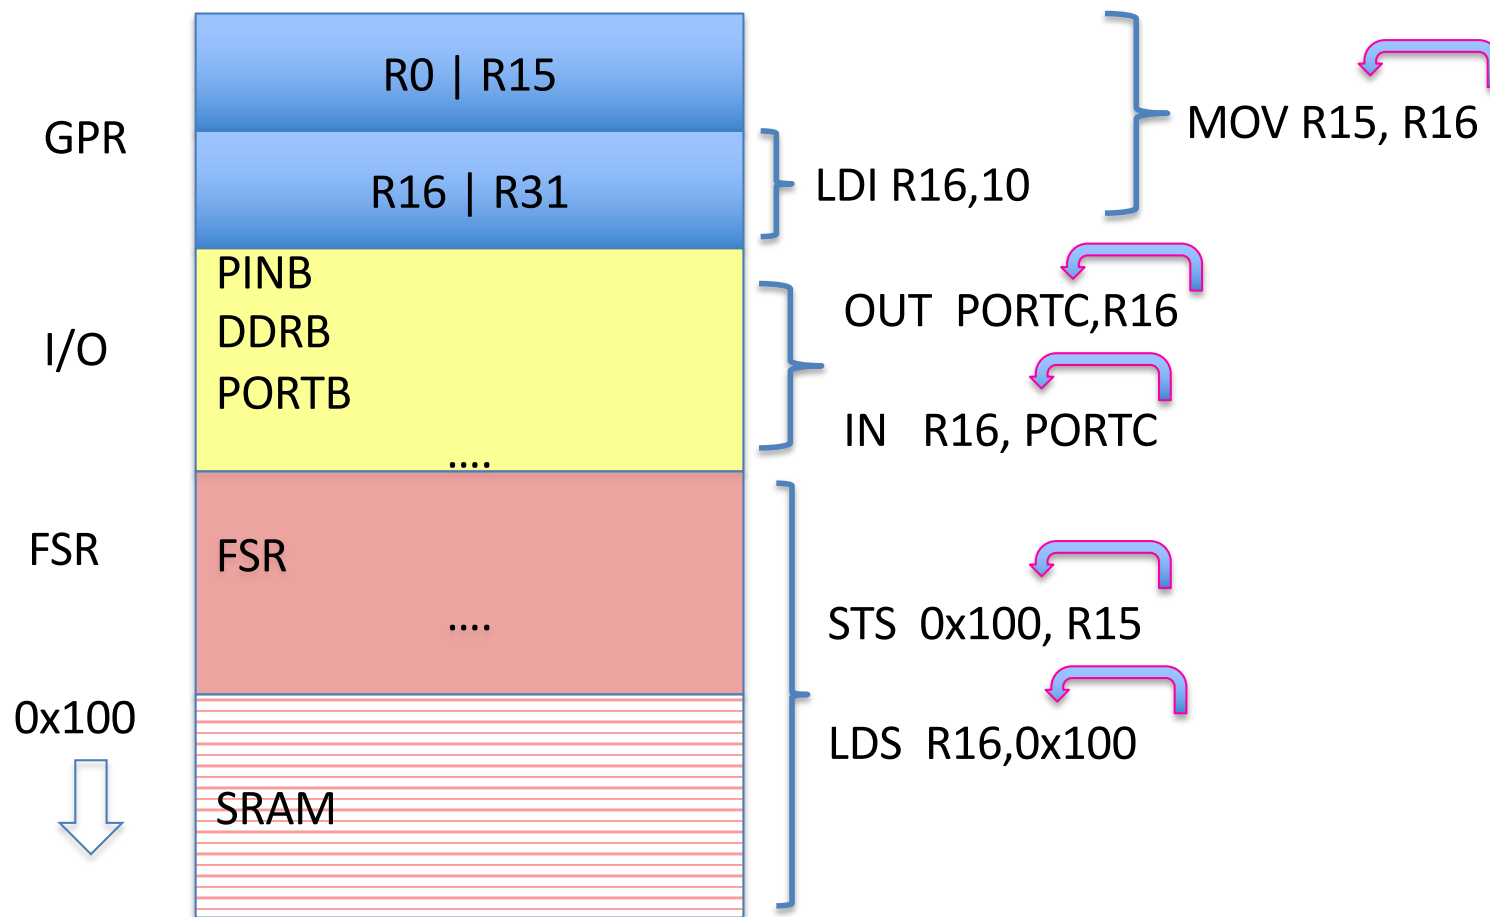 R0 | R15
GPR
MOV R15, R16
R16 | R31
LDI R16,10
PINB
I/O
DDRB
PORTB
....
OUT  PORTC,R16
IN   R16, PORTC
FSR
FSR
....
STS  0x100, R15
0x100
LDS  R16,0x100
SRAM